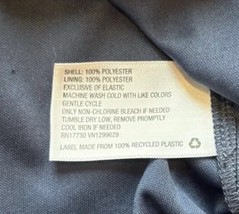 SHELL: 100% POLYESTER
LINING: 100% POLYESTER
EXCLUSIVE OF ELASTIC
MACHINE WASH COLD WITH LIKE COLORS
GENTLE CYCLE
ONLY NON-CHLORINE BLEACH IF NEEDED
TUMBLE DRY LOW, REMOVE PROMPTLY
COOL IRON IF NEEDED
RN17730 VN1299629
LABEL MADE FROM 100% RECYCLED PLASTIC